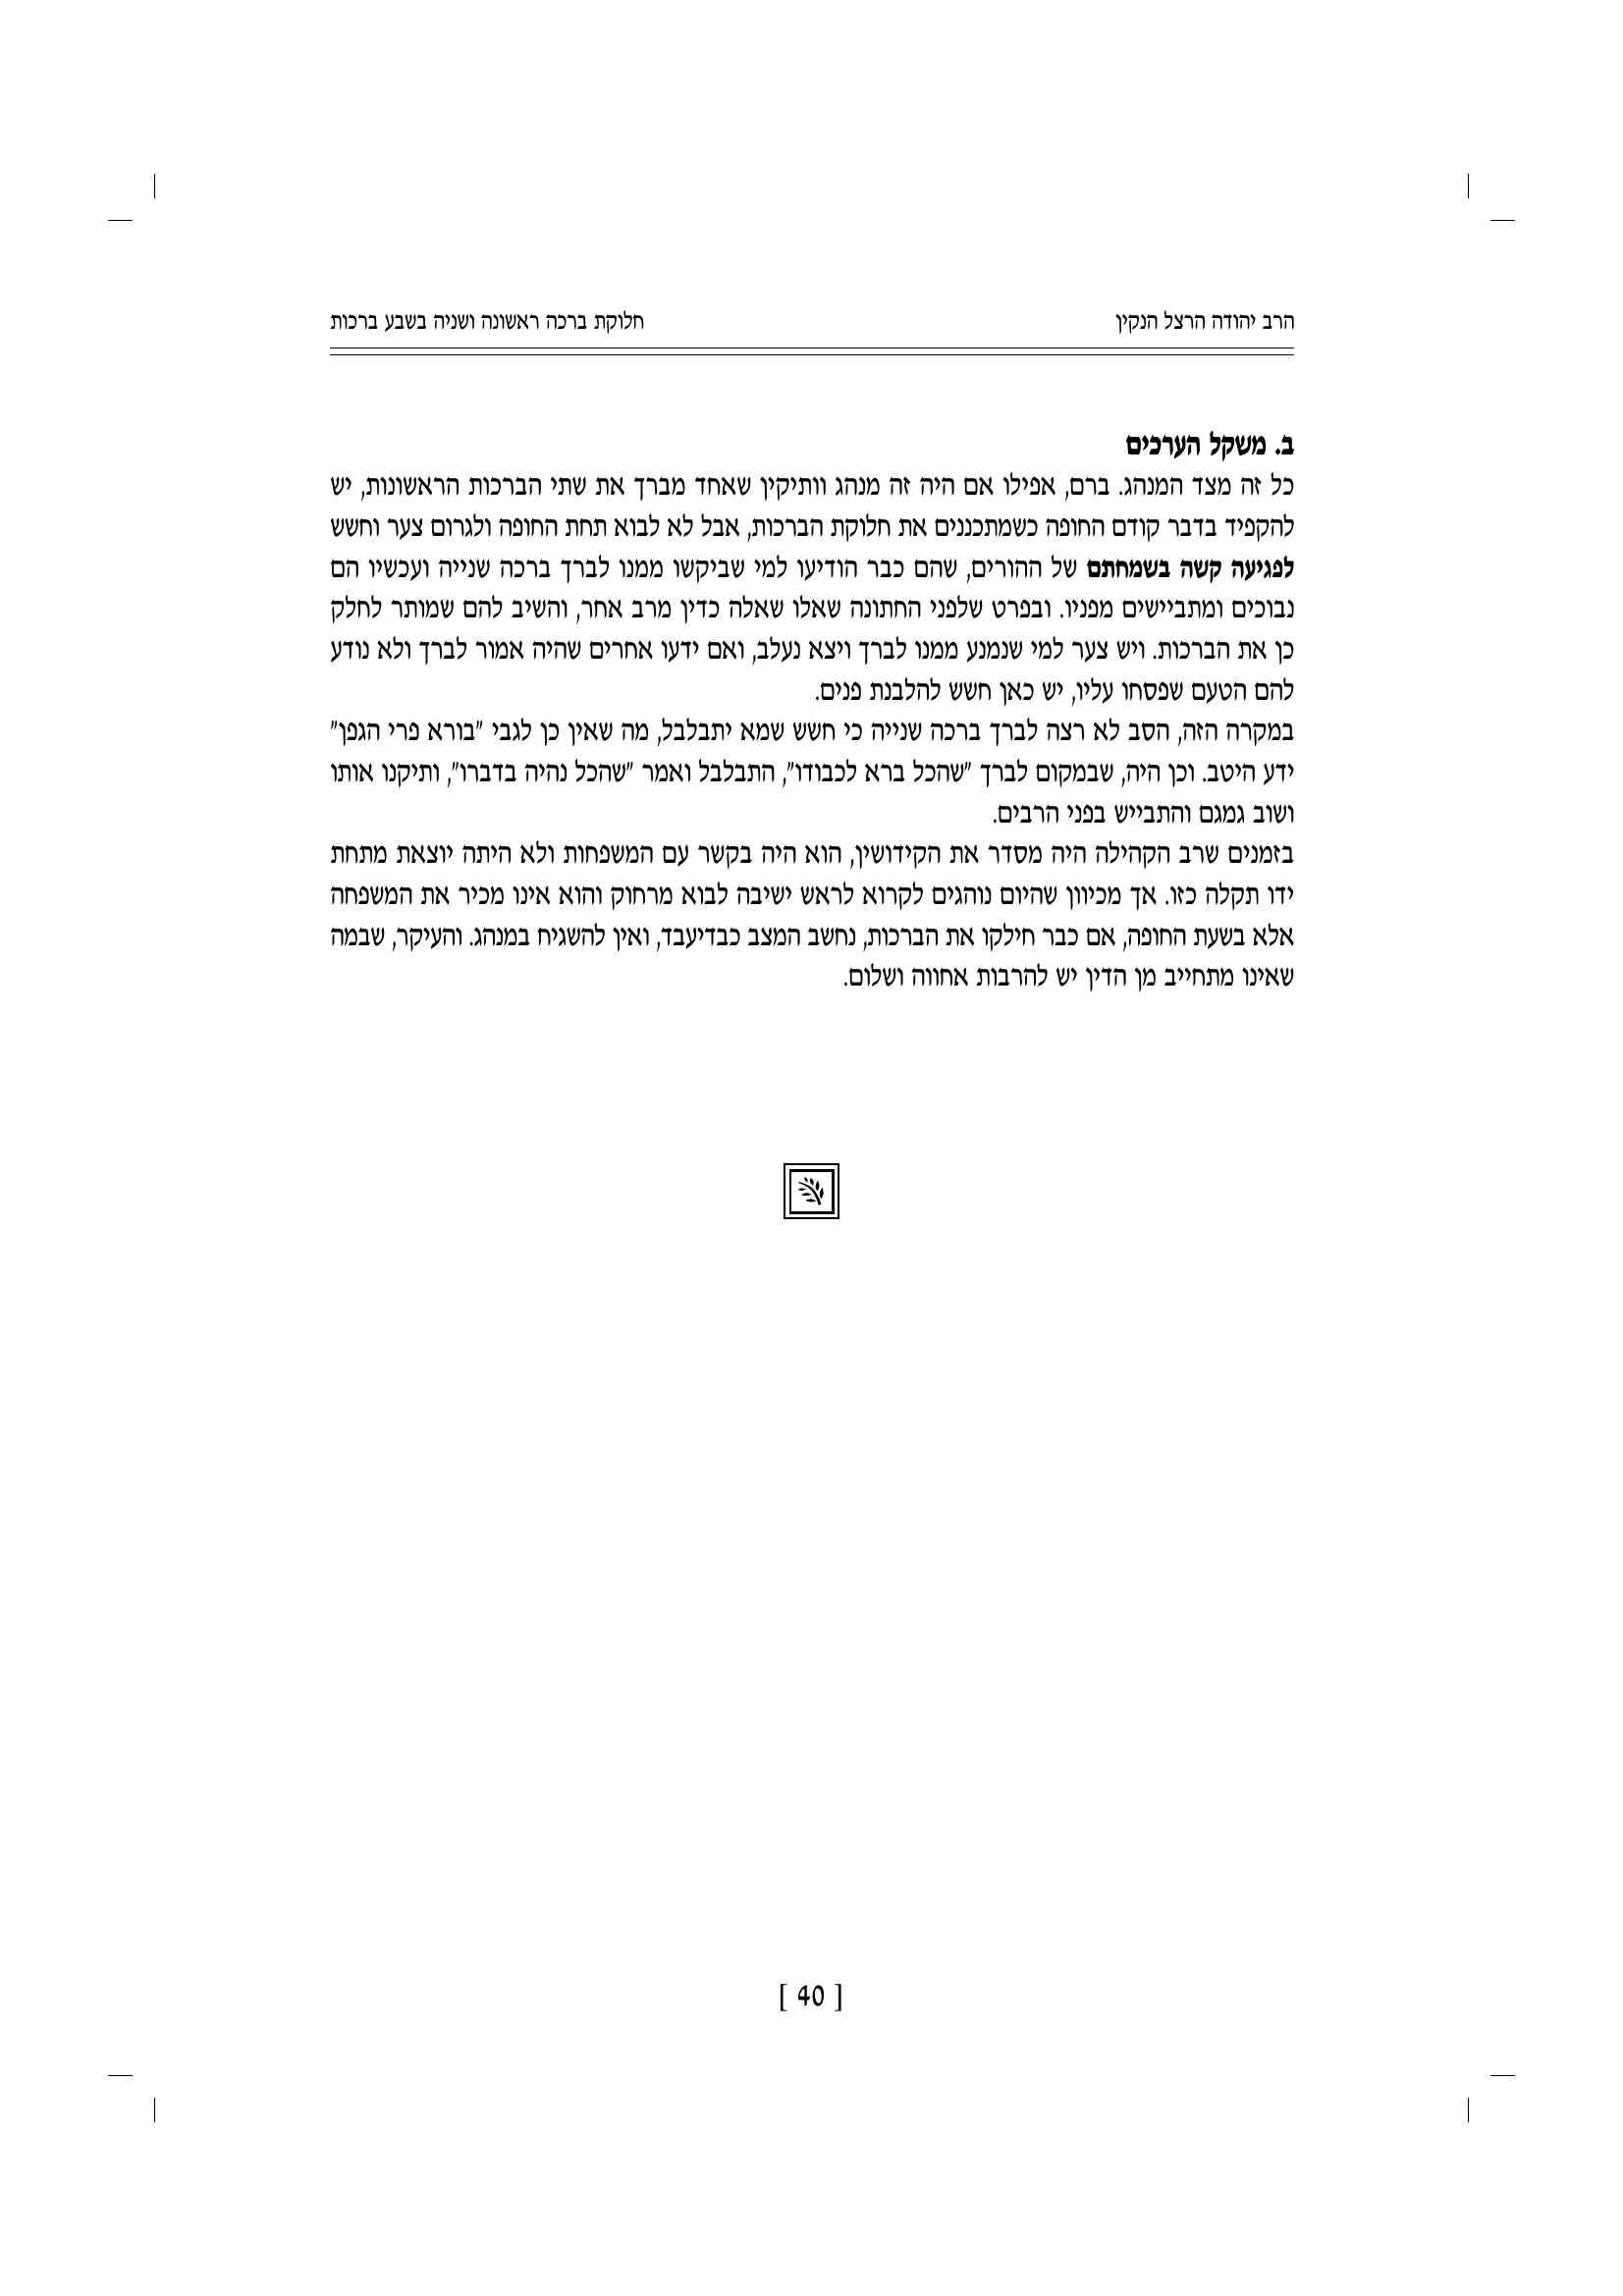 הרב יהודה הרצל הנקין
חלוקת ברכה ראשונה ושניה בשבע ברכות
ב. משקל הערכים
כל זה מצד המנהג. ברם, אפילו אם היה זה מנהג וותיקין שאחד מברך את שתי הברכות הראשונות, יש
להקפיד בדבר קודם החופה כשמתכננים את חלוקת הברכות, אבל לא לבוא תחת החופה ולגרום צער וחשש
לפגיעה קשה בשמחתם של ההורים, שהם כבר הודיעו למי שביקשו ממנו לברך ברכה שנייה ועכשיו הם
נבוכים ומתביישים מפניו. ובפרט שלפני החתונה שאלו שאלה כדין מרב אחר, והשיב להם שמותר לחלק
כן את הברכות. ויש צער למי שנמנע ממנו לברך ויצא נעלב, ואם ידעו אחרים שהיה אמור לברך ולא נודע
להם הטעם שפסחו עליו, יש כאן חשש להלבנת פנים.
במקרה הזה, הסב לא רצה לברך ברכה שנייה כי חשש שמא יתבלבל, מה שאין כן לגבי "בורא פרי הגפן"
ידע היטב. וכן היה, שבמקום לברך "שהכל ברא לכבודו", התבלבל ואמר "שהכל נהיה בדברו", ותיקנו אותו
ושוב גמגם והתבייש בפני הרבים.
בזמנים שרב הקהילה היה מסדר את הקידושין, הוא היה בקשר עם המשפחות ולא היתה יוצאת מתחת
ידו תקלה כזו. אך מכיוון שהיום נוהגים לקרוא לראש ישיבה לבוא מרחוק והוא אינו מכיר את המשפחה
אלא בשעת החופה, אם כבר חילקו את הברכות, נחשב המצב כבדיעבד, ואין להשגיח במנהג. והעיקר, שבמה
שאינו מתחייב מן הדין יש להרבות אחווה ושלום.
[ 40 ]